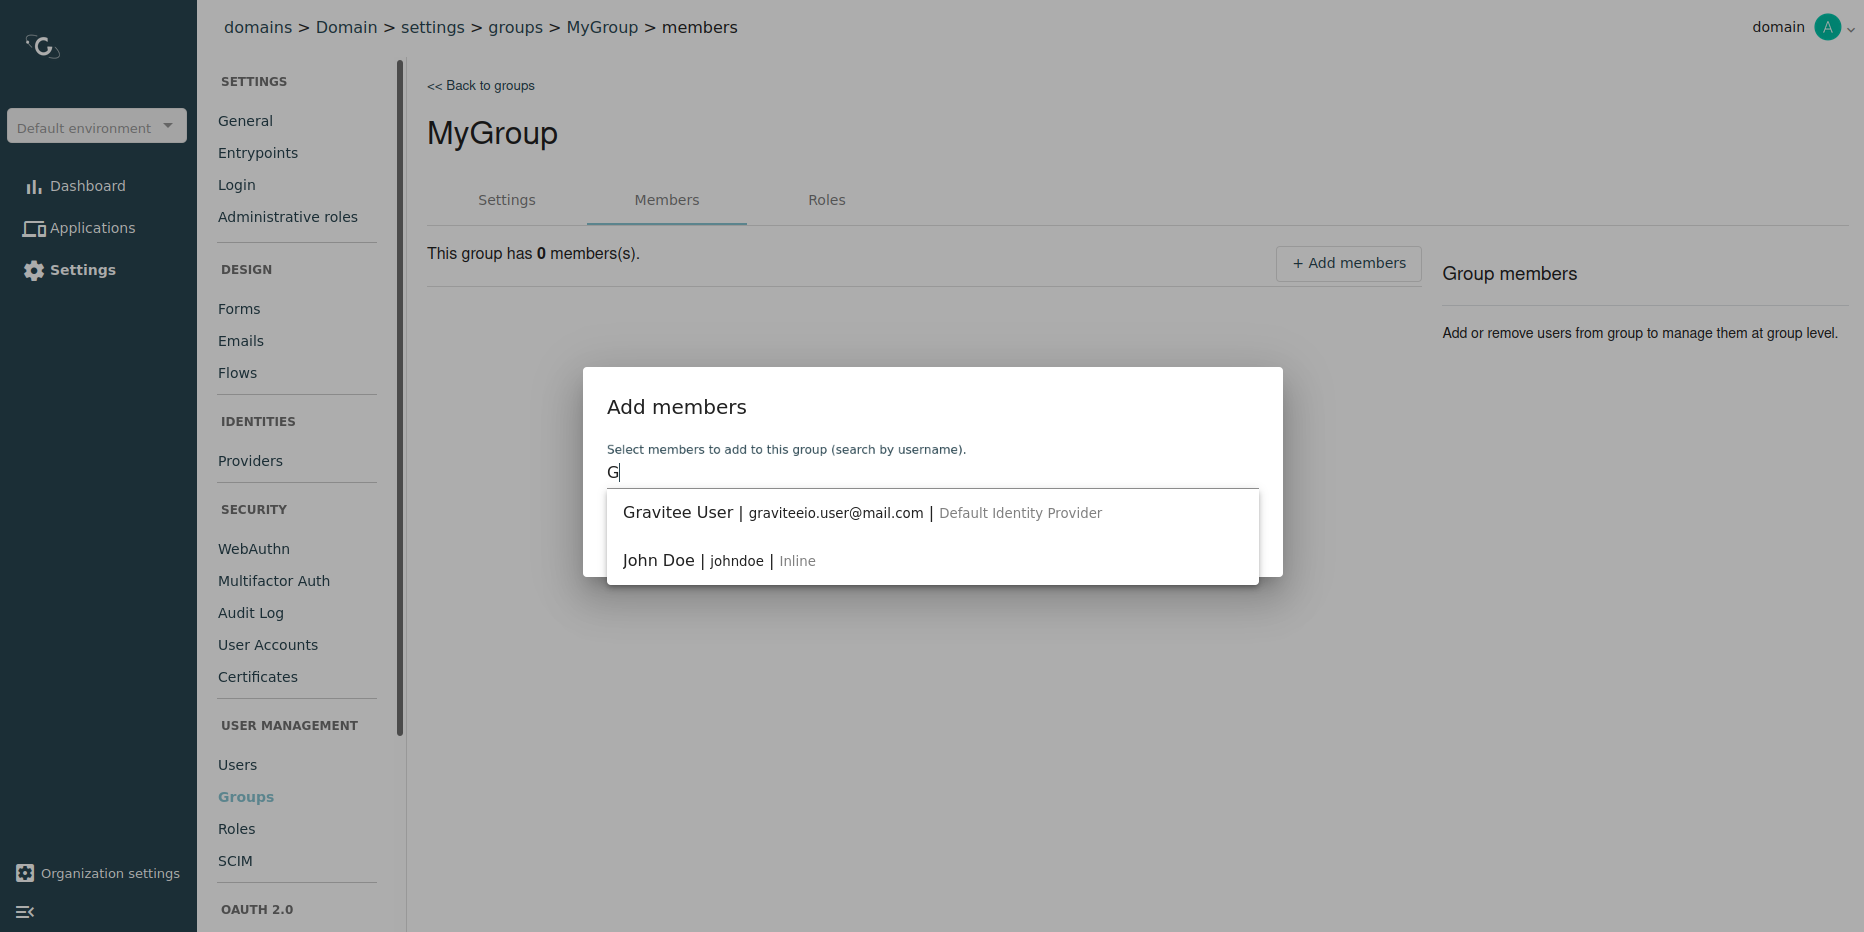 domains > Domain > settings > groups > MyGroup > members
domain A
Default environment
Dashboard
Applications
Settings
Organization settings
SETTINGS
General
Entrypoints
Login
Administrative roles
DESIGN
Forms
Emails
Flows
IDENTITIES
Providers
SECURITY
WebAuthn
Multifactor Auth
Audit Log
User Accounts
Certificates
USER MANAGEMENT
Users
Groups
Roles
SCIM
OAUTH 2.0
<< Back to groups
MyGroup
Settings Members Roles
This group has 0 members(s).
+ Add members
Group members
Add or remove users from group to manage them at group level.
Add members
Select members to add to this group (search by username).
G
Gravitee User | graviteeio.user@mail.com | Default Identity Provider
John Doe | johndoe | Inline